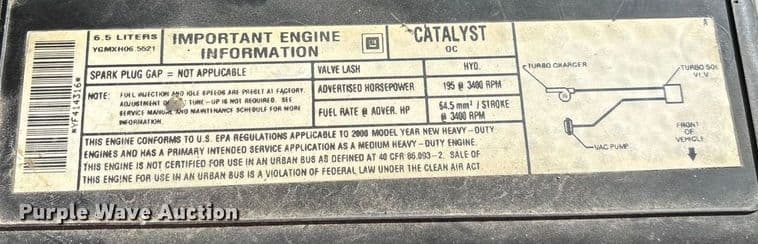 6.5 LITERS
YGMXH06.5521
IMPORTANT ENGINE
INFORMATION
GM
CATALYST
OC
SPARK PLUG GAP = NOT APPLICABLE
VALVE LASH
HYD.
NOTE: FUEL INJECTION AND IDLE SPEEDS ARE PRESET AT FACTORY.
ADJUSTMENT TUNE-UP IS NOT REQUIRED. SEE
SERVICE MANUAL AND MAINTENANCE SCHEDULE FOR MORE
INFORMATION.
ADVERTISED HORSEPOWER
195 @ 3400 RPM
FUEL RATE @ ADVER. HP
54.5 mm³ / STROKE
@ 3400 RPM
THIS ENGINE CONFORMS TO U.S. EPA REGULATIONS APPLICABLE TO 2000 MODEL YEAR NEW HEAVY-DUTY
ENGINES AND HAS A PRIMARY INTENDED SERVICE APPLICATION AS A MEDIUM HEAVY-DUTY ENGINE.
THIS ENGINE IS NOT CERTIFIED FOR USE IN AN URBAN BUS AS DEFINED AT 40 CFR 86.093-2. SALE OF
THIS ENGINE FOR USE IN AN URBAN BUS IS A VIOLATION OF FEDERAL LAW UNDER THE CLEAN AIR ACT.
TURBO CHARGER
TURBO SOL
VLV
VAC PUMP
FRONT
OF
VEHICLE
*YF414316*
Purple Wave Auction